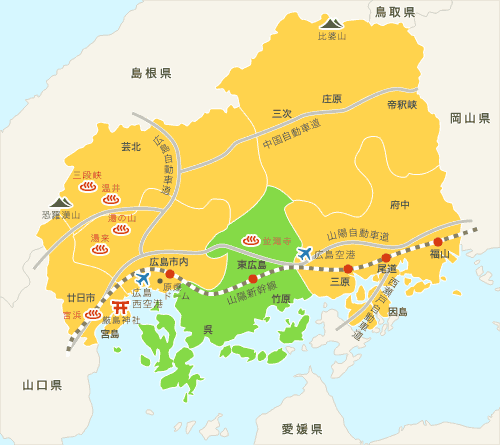 鳥取県
比婆山
島根県
庄原
帝釈峡
三次
岡山県
中国自動車道
芸北
広島自動車道
三段峡
温井
恐羅漢山
湯の山
湯来
府中
山陽自動車道
広島空港
福山
尾道
三原
東広島
広島市内
廿日市
広島
西空港
原爆
ドーム
山陽新幹線
竹原
西瀬戸自動車道
因島
宮浜
厳島神社
宮島
呉
山口県
愛媛県